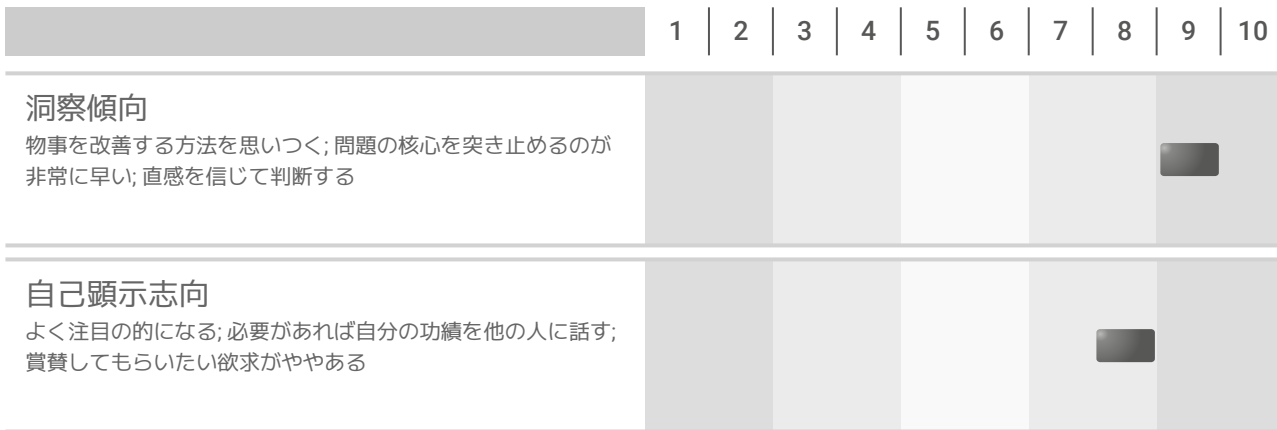 1 2 3 4 5 6 7 8 9 10
洞察傾向
物事を改善する方法を思いつく; 問題の核心を突き止めるのが
非常に早い; 直感を信じて判断する
自己顕示志向
よく注目の的になる; 必要があれば自分の功績を他の人に話す;
賞賛してもらいたい欲求がややある